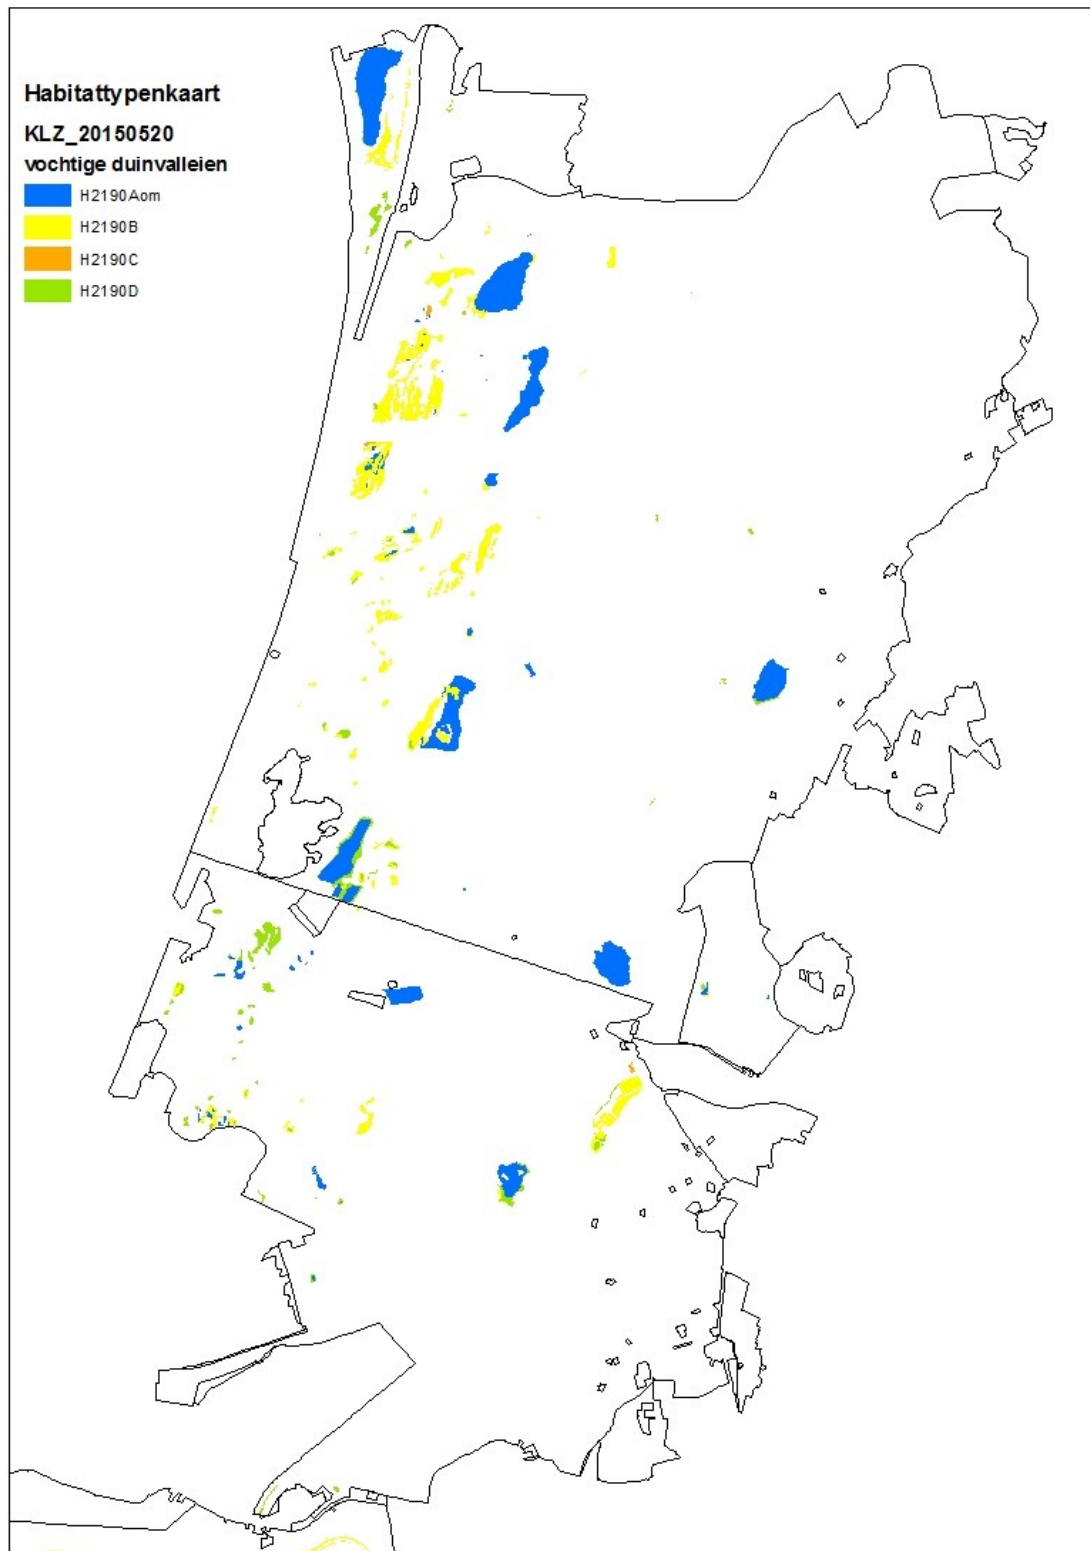 Habitattypenkaart
KLZ_20150520
vochtige duinvalleien
H2190Aom
H2190B
H2190C
H2190D